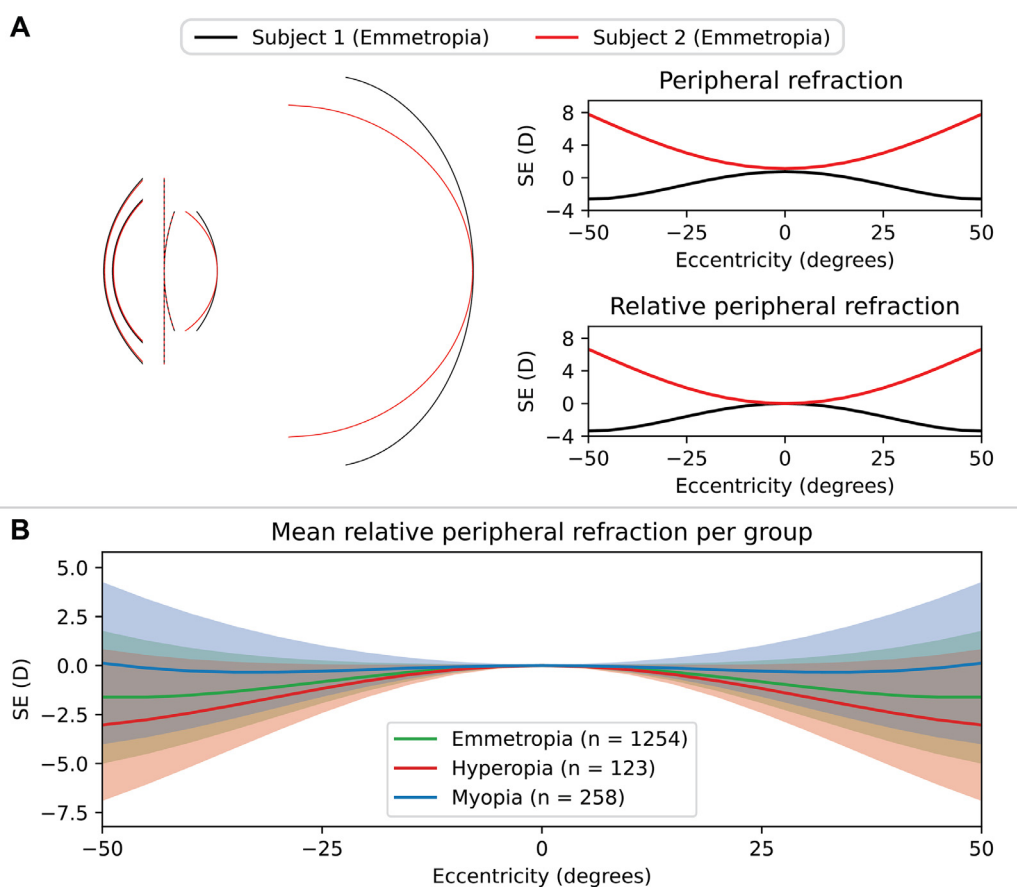 A
Subject 1 (Emmetropia) Subject 2 (Emmetropia)
Peripheral refraction
SE (D)
8
4
0
−4
−50 −25 0 25 50
Eccentricity (degrees)
Relative peripheral refraction
SE (D)
8
4
0
−4
−50 −25 0 25 50
Eccentricity (degrees)
B
Mean relative peripheral refraction per group
SE (D)
5.0
2.5
0.0
−2.5
−5.0
−7.5
Emmetropia (n = 1254)
Hyperopia (n = 123)
Myopia (n = 258)
−50 −25 0 25 50
Eccentricity (degrees)